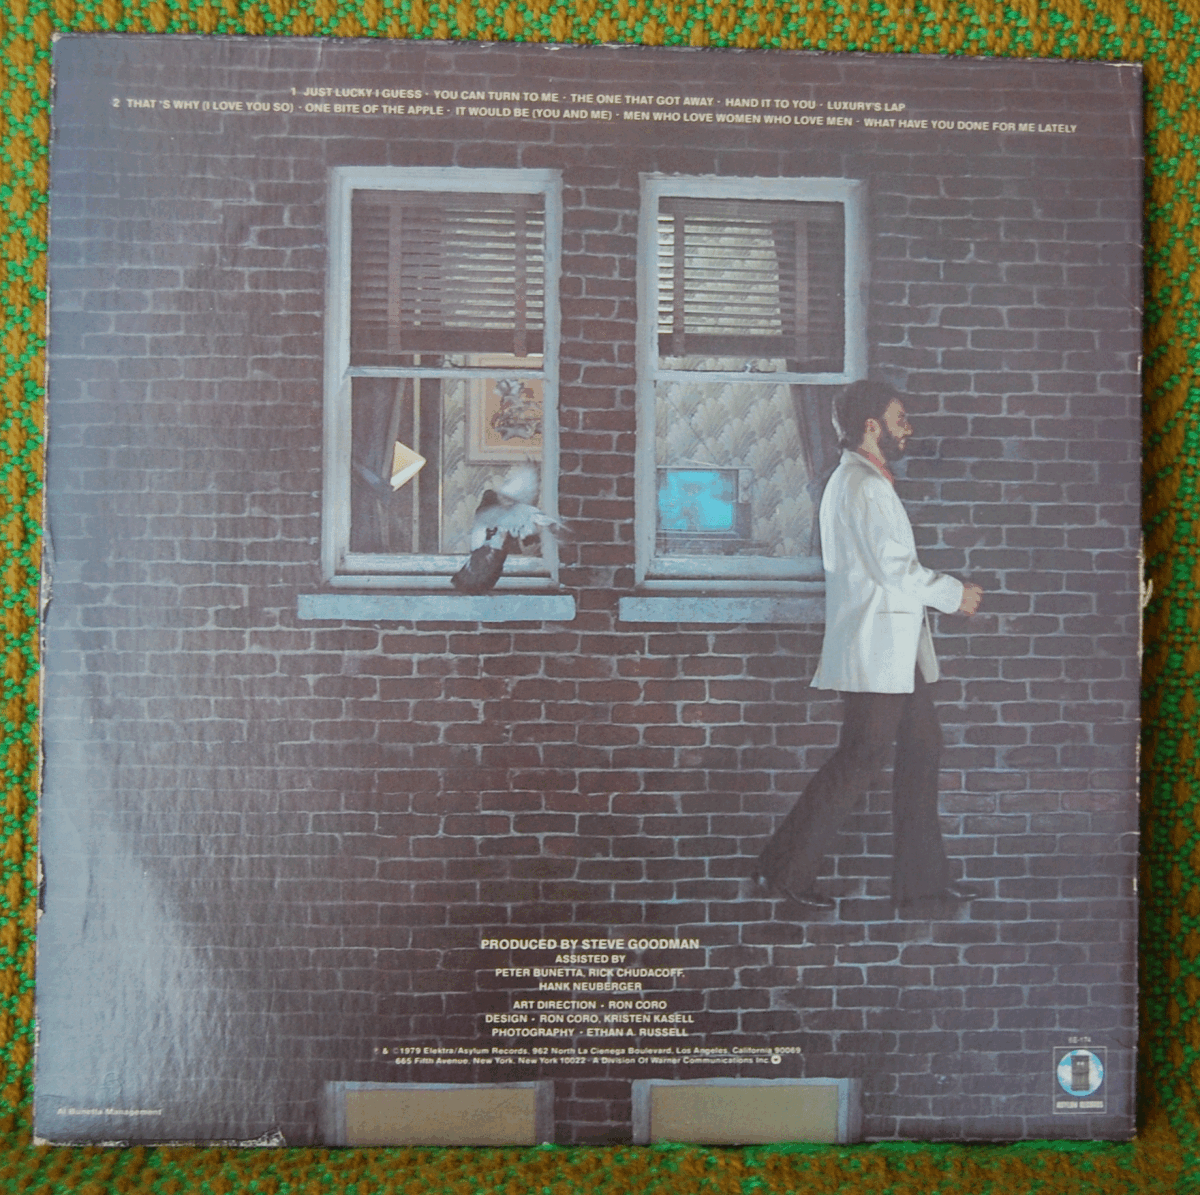 1 JUST LUCKY I GUESS · YOU CAN TURN TO ME · THE ONE THAT GOT AWAY · HAND IT TO YOU · LUXURY'S LAP
2 THAT 'S WHY (I LOVE YOU SO) · ONE BITE OF THE APPLE · IT WOULD BE (YOU AND ME) · MEN WHO LOVE WOMEN WHO LOVE MEN · WHAT HAVE YOU DONE FOR ME LATELY
PRODUCED BY STEVE GOODMAN
ASSISTED BY
PETER BUNETTA, RICK CHUDACOFF,
HANK NEUBERGER
ART DIRECTION · RON CORO
DESIGN · RON CORO, KRISTEN KASELL
PHOTOGRAPHY · ETHAN A. RUSSELL
℗ & ©1979 Elektra/Asylum Records, 962 North La Cienega Boulevard, Los Angeles, California 90069
665 Fifth Avenue, New York, New York 10022 · A Division Of Warner Communications Inc.
6E-174
ASYLUM RECORDS
Al Bunetta Management